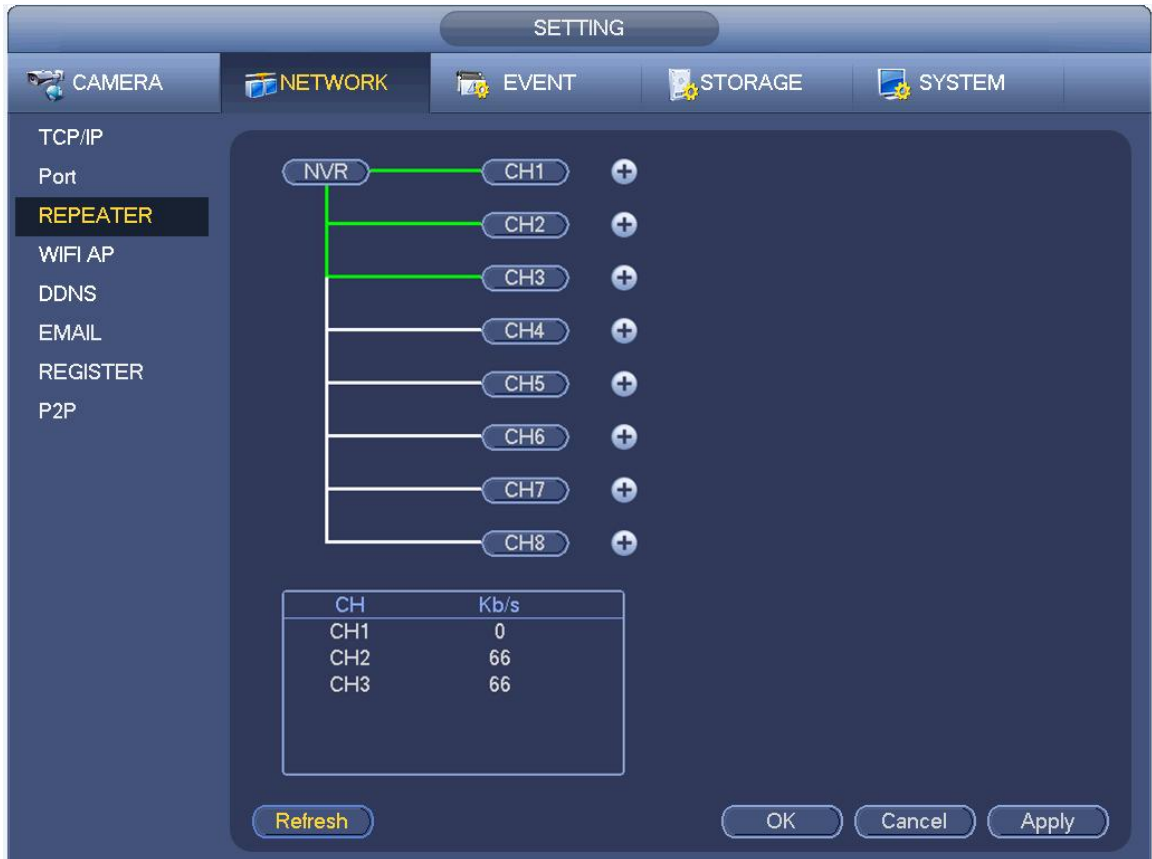 SETTING
CAMERA NETWORK EVENT STORAGE SYSTEM
TCP/IP
Port
REPEATER
WIFI AP
DDNS
EMAIL
REGISTER
P2P
NVR CH1
CH2
CH3
CH4
CH5
CH6
CH7
CH8
CH Kb/s
CH1 0
CH2 66
CH3 66
Refresh OK Cancel Apply